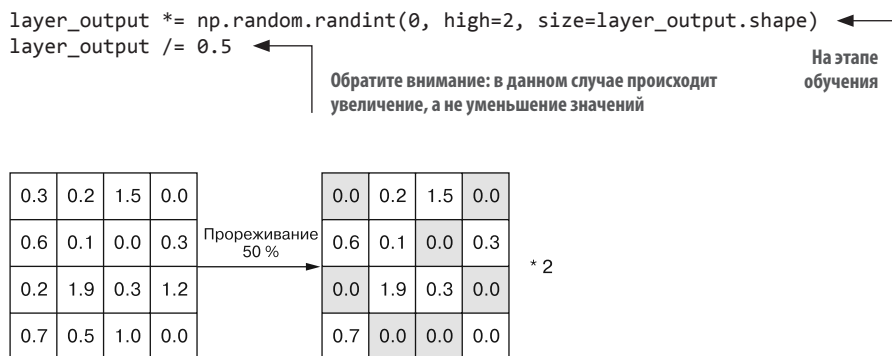 layer_output *= np.random.randint(0, high=2, size=layer_output.shape)
На этапе
обучения
layer_output /= 0.5
Обратите внимание: в данном случае происходит
увеличение, а не уменьшение значений
0.3 0.2 1.5 0.0
0.6 0.1 0.0 0.3
0.2 1.9 0.3 1.2
0.7 0.5 1.0 0.0
Прореживание
50 %
0.0 0.2 1.5 0.0
0.6 0.1 0.0 0.3
0.0 1.9 0.3 0.0
0.7 0.0 0.0 0.0
* 2